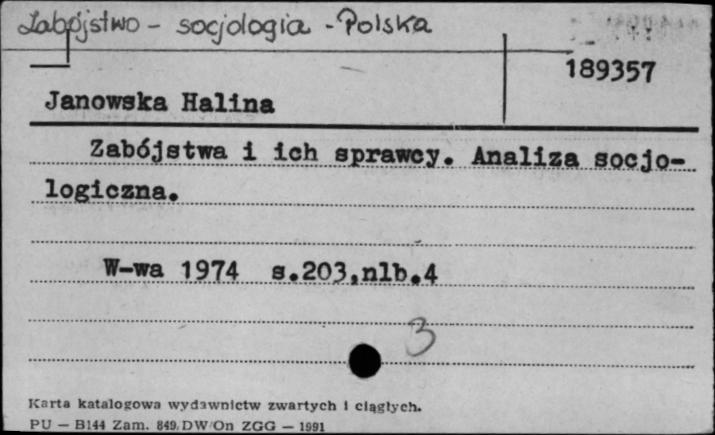 Zabójstwo - socjologia - Polska
189357
Janowska Halina
Zabójstwa i ich sprawcy. Analiza socjo-
logiczna.
W-wa 1974 s.203,nlb.4
3
Karta katalogowa wydawnictw zwartych i ciągłych.
PU — B144 Zam. 849/DW/On ZGG — 1991